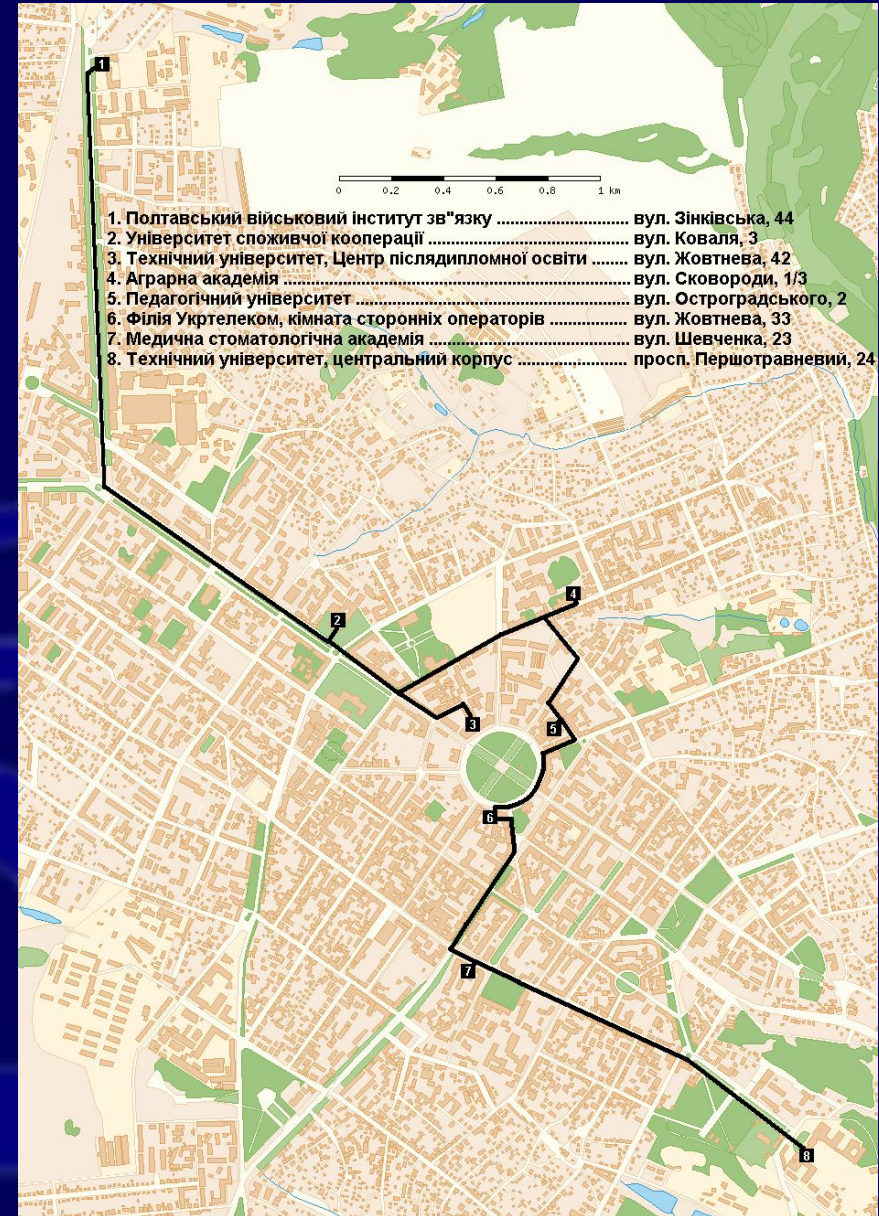 1
0 0.2 0.4 0.6 0.8 1 km
1. Полтавський військовий інститут зв"язку ........................... вул. Зінківська, 44
2. Університет споживчої кооперації ......................................... вул. Коваля, 3
3. Технічний університет, Центр післядипломної освіти ........ вул. Жовтнева, 42
4. Аграрна академія ...................................................................... вул. Сковороди, 1/3
5. Педагогічний університет ........................................................ вул. Остроградського, 2
6. Філія Укртелеком, кімната сторонніх операторів ................ вул. Жовтнева, 33
7. Медична стоматологічна академія ......................................... вул. Шевченка, 23
8. Технічний університет, центральний корпус ...................... просп. Першотравневий, 24
4
2
3
5
6
7
8